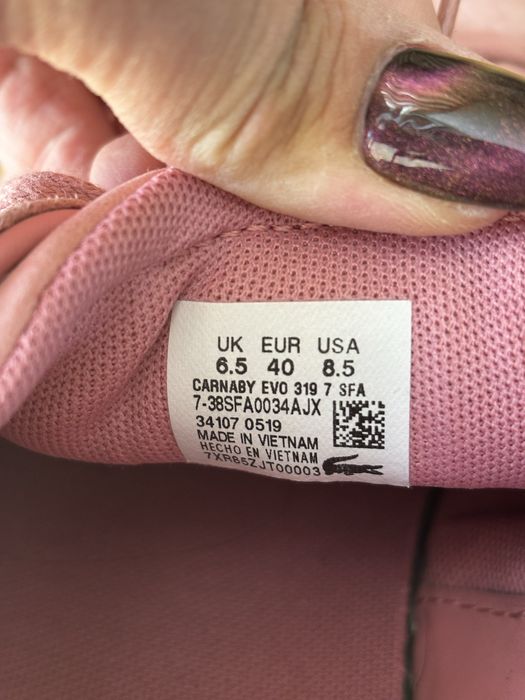 UK EUR USA
6.5 40 8.5
CARNABY EVO 319 7 SFA
7-38SFA0034AJX
34107 0519
MADE IN VIETNAM
HECHO EN VIETNAM
7XR85ZJT00003